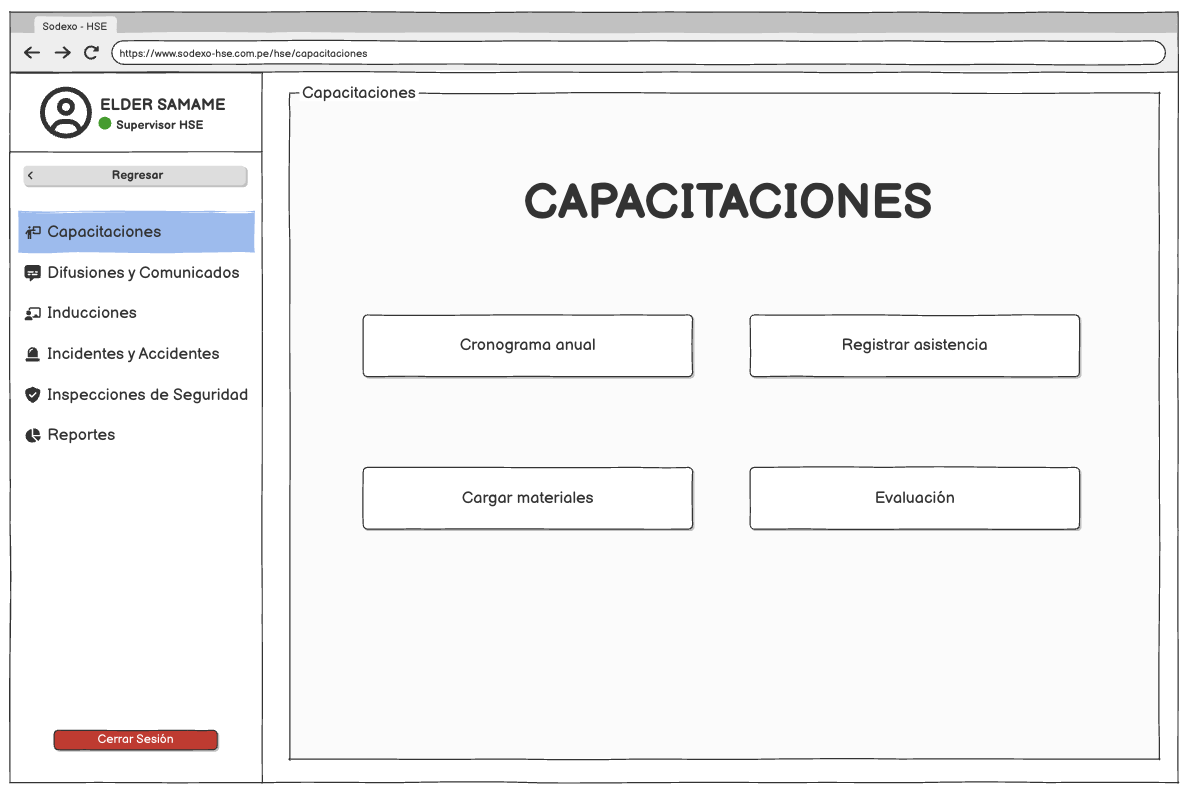 Sodexo - HSE
https://www.sodexo-hse.com.pe/hse/capacitaciones
ELDER SAMAME
Supervisor HSE
Regresar
Capacitaciones
Difusiones y Comunicados
Inducciones
Incidentes y Accidentes
Inspecciones de Seguridad
Reportes
Cerrar Sesión
Capacitaciones
CAPACITACIONES
Cronograma anual
Registrar asistencia
Cargar materiales
Evaluación